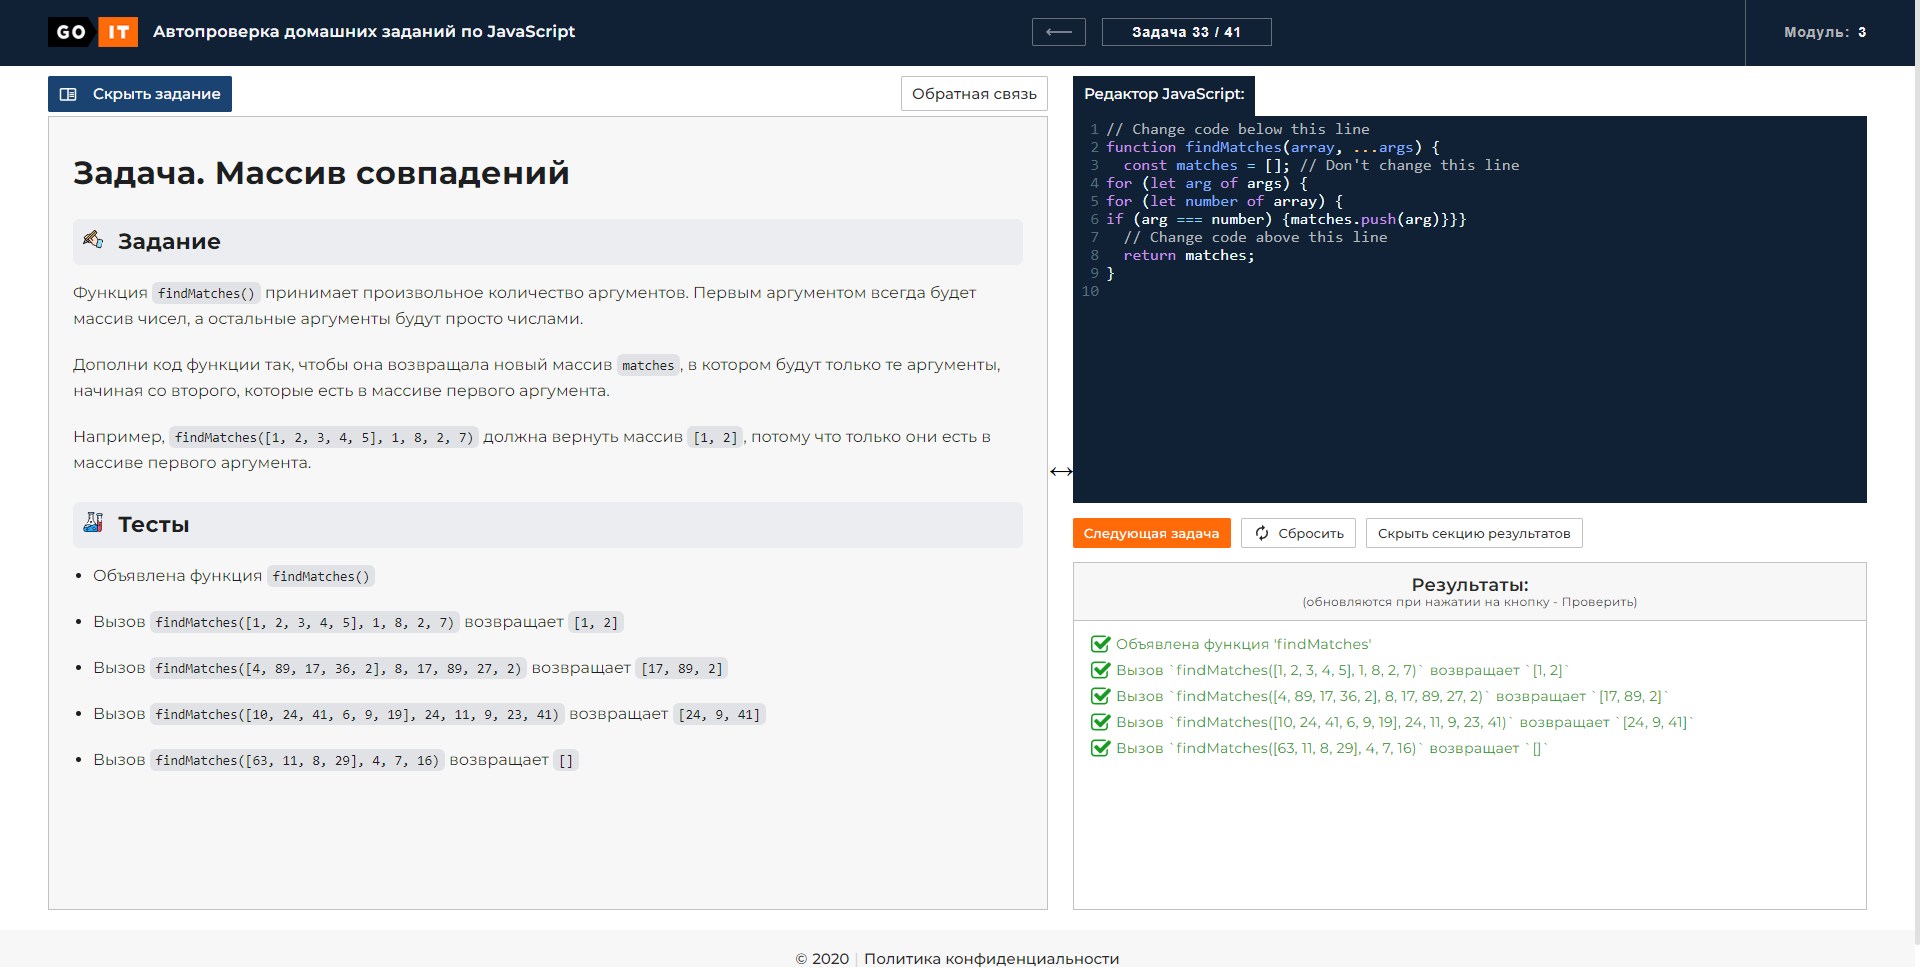 GO IT Автопроверка домашних заданий по JavaScript
Задача 33 / 41
Модуль: 3
Скрыть задание
Обратная связь
Задача. Массив совпадений
Задание
Функция findMatches() принимает произвольное количество аргументов. Первым аргументом всегда будет
массив чисел, а остальные аргументы будут просто числами.
Дополни код функции так, чтобы она возвращала новый массив matches, в котором будут только те аргументы,
начиная со второго, которые есть в массиве первого аргумента.
Например, findMatches([1, 2, 3, 4, 5], 1, 8, 2, 7) должна вернуть массив [1, 2], потому что только они есть в
массиве первого аргумента.
Тесты
• Объявлена функция findMatches()
• Вызов findMatches([1, 2, 3, 4, 5], 1, 8, 2, 7) возвращает [1, 2]
• Вызов findMatches([4, 89, 17, 36, 2], 8, 17, 89, 27, 2) возвращает [17, 89, 2]
• Вызов findMatches([10, 24, 41, 6, 9, 19], 24, 11, 9, 23, 41) возвращает [24, 9, 41]
• Вызов findMatches([63, 11, 8, 29], 4, 7, 16) возвращает []
Редактор JavaScript:
1 // Change code below this line
2 function findMatches(array, ...args) {
3   const matches = []; // Don't change this line
4 for (let arg of args) {
5 for (let number of array) {
6 if (arg === number) {matches.push(arg)}}}
7   // Change code above this line
8   return matches;
9 }
10
Следующая задача
Сбросить
Скрыть секцию результатов
Результаты:
(обновляются при нажатии на кнопку - Проверить)
Объявлена функция 'findMatches'
Вызов `findMatches([1, 2, 3, 4, 5], 1, 8, 2, 7)` возвращает `[1, 2]`
Вызов `findMatches([4, 89, 17, 36, 2], 8, 17, 89, 27, 2)` возвращает `[17, 89, 2]`
Вызов `findMatches([10, 24, 41, 6, 9, 19], 24, 11, 9, 23, 41)` возвращает `[24, 9, 41]`
Вызов `findMatches([63, 11, 8, 29], 4, 7, 16)` возвращает `[]`
© 2020 | Политика конфиденциальности